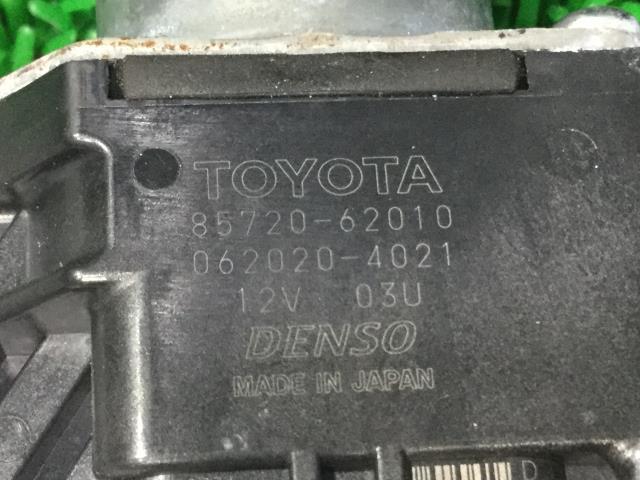 TOYOTA
85720-62010
062020-4021
12V 03U
DENSO
MADE IN JAPAN
D